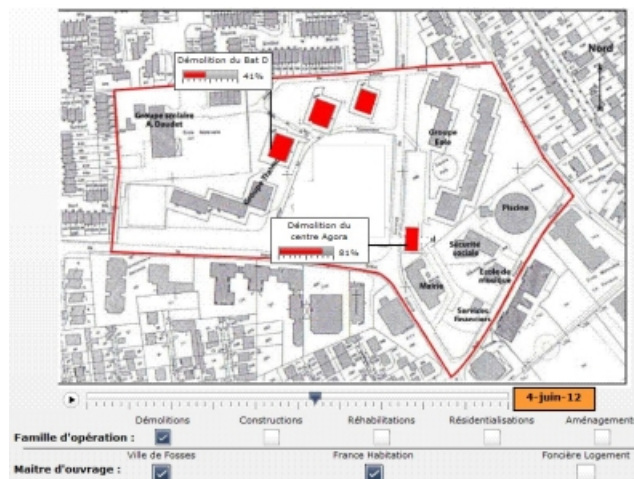 Nord
Démolition du Bat D
41%
Groupe scolaire
A. Daudet
Groupe
Piscine
Démolition du
centre Agora
81%
Sécurité
sociale
Ecole de
musique
Mairie
Services
financiers
4-juin-12
Démolitions Constructions Réhabilitations Résidentialisations Aménagements
Famille d'opération :
Ville de Fosses France Habitation Foncière Logement
Maitre d'ouvrage :